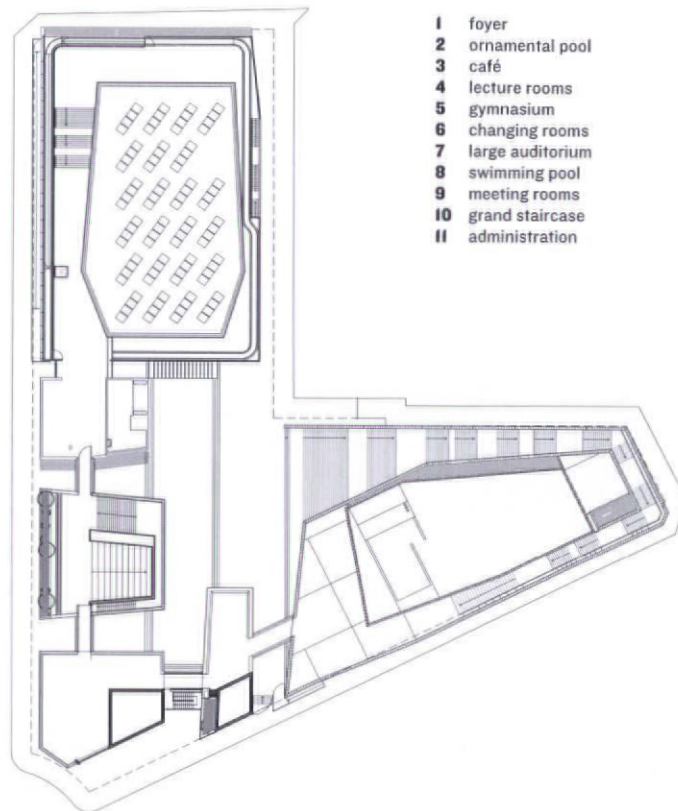 1 foyer
2 ornamental pool
3 café
4 lecture rooms
5 gymnasium
6 changing rooms
7 large auditorium
8 swimming pool
9 meeting rooms
10 grand staircase
11 administration